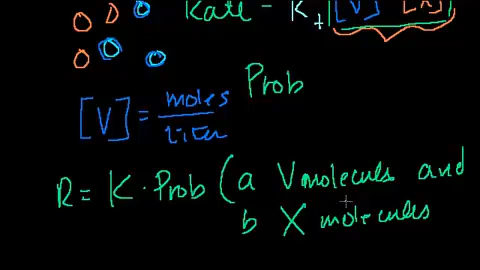 Rate = K+ [V] [X]
[V] = moles / liter
Prob
R = K · Prob ( a V molecules and
b X molecules